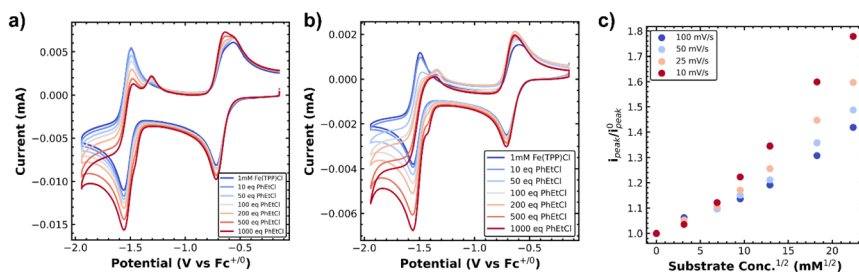 a)
0.005
0.000
−0.005
−0.010
−0.015
Current (mA)
1mM Fe(TPP)Cl
10 eq PhEtCl
50 eq PhEtCl
100 eq PhEtCl
200 eq PhEtCl
500 eq PhEtCl
1000 eq PhEtCl
−2.0 −1.5 −1.0 −0.5
Potential (V vs Fc⁺/⁰)
b)
0.002
0.000
−0.002
−0.004
−0.006
Current (mA)
1mM Fe(TPP)Cl
10 eq PhEtCl
50 eq PhEtCl
100 eq PhEtCl
200 eq PhEtCl
500 eq PhEtCl
1000 eq PhEtCl
−2.0 −1.5 −1.0 −0.5
Potential (V vs Fc⁺/⁰)
c)
1.8
1.7
1.6
1.5
1.4
1.3
1.2
1.1
1.0
i_peak/i⁰_peak
100 mV/s
50 mV/s
25 mV/s
10 mV/s
0 5 10 15 20
Substrate Conc.¹/² (mM¹/²)